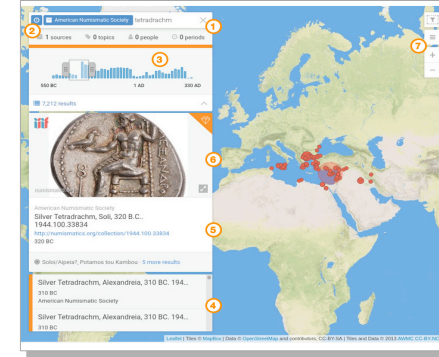 American Numismatic Society tetradrachm
1
2
1 sources 0 topics 0 people 0 periods
7
3
550 BC 1 AD 330 AD
7,212 results
iiif
6
American Numismatic Society
Silver Tetradrachm, Soli, 320 B.C..
1944.100.33834
http://numismatics.org/collection/1944.100.33834
5
320 BC
Soloi/Aipeia?, Potamos tou Kambou · 5 more results
Silver Tetradrachm, Alexandreia, 310 BC. 194...
310 BC
4
American Numismatic Society
Silver Tetradrachm, Alexandreia, 310 BC. 194...
310 BC
Leaflet | Tiles © MapBox | Data © OpenStreetMap and contributors, CC-BY-SA | Tiles and Data © 2013 AWMC CC-BY-NC